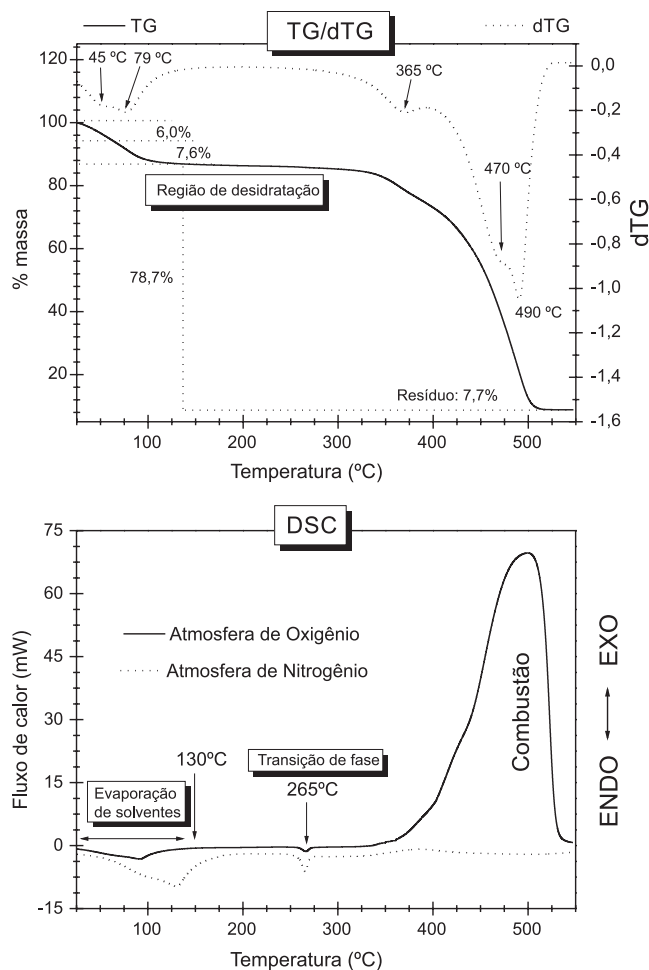 TG
TG/dTG
dTG
45 ºC
79 ºC
365 ºC
6,0%
7,6%
Região de desidratação
470 ºC
78,7%
490 ºC
Resíduo: 7,7%
120
100
80
60
40
20
% massa
0,0
-0,2
-0,4
-0,6
-0,8
-1,0
-1,2
-1,4
-1,6
dTG
100
200
300
400
500
Temperatura (ºC)
DSC
75
60
45
30
15
0
-15
Fluxo de calor (mW)
Atmosfera de Oxigênio
Atmosfera de Nitrogênio
130ºC
Transição de fase
265ºC
Evaporação
de solventes
Combustão
ENDO
EXO
100
200
300
400
500
Temperatura (ºC)